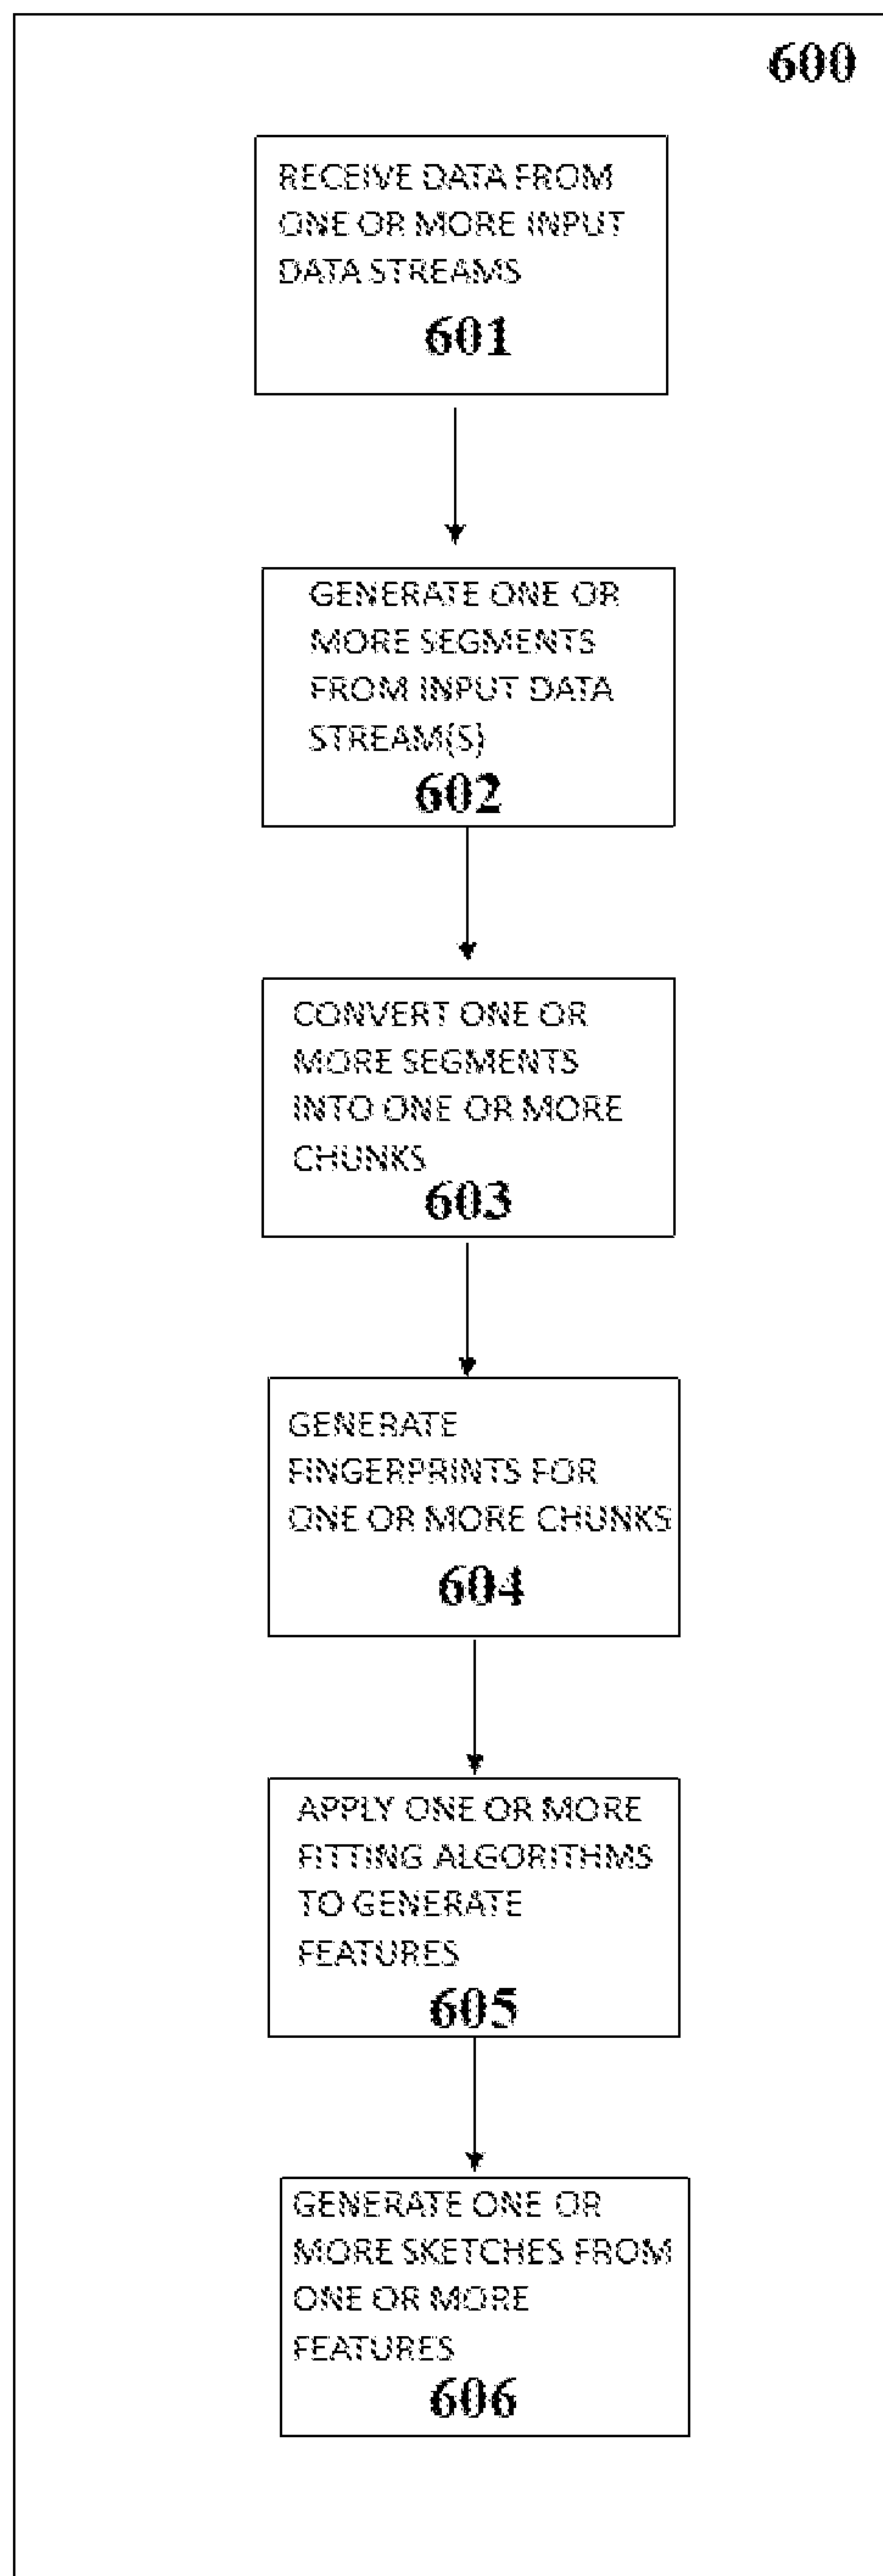 600
RECEIVE DATA FROM
ONE OR MORE INPUT
DATA STREAMS
601
GENERATE ONE OR
MORE SEGMENTS
FROM INPUT DATA
STREAM(S)
602
CONVERT ONE OR
MORE SEGMENTS
INTO ONE OR MORE
CHUNKS
603
GENERATE
FINGERPRINTS FOR
ONE OR MORE CHUNKS
604
APPLY ONE OR MORE
FITTING ALGORITHMS
TO GENERATE
FEATURES
605
GENERATE ONE OR
MORE SKETCHES FROM
ONE OR MORE
FEATURES
606